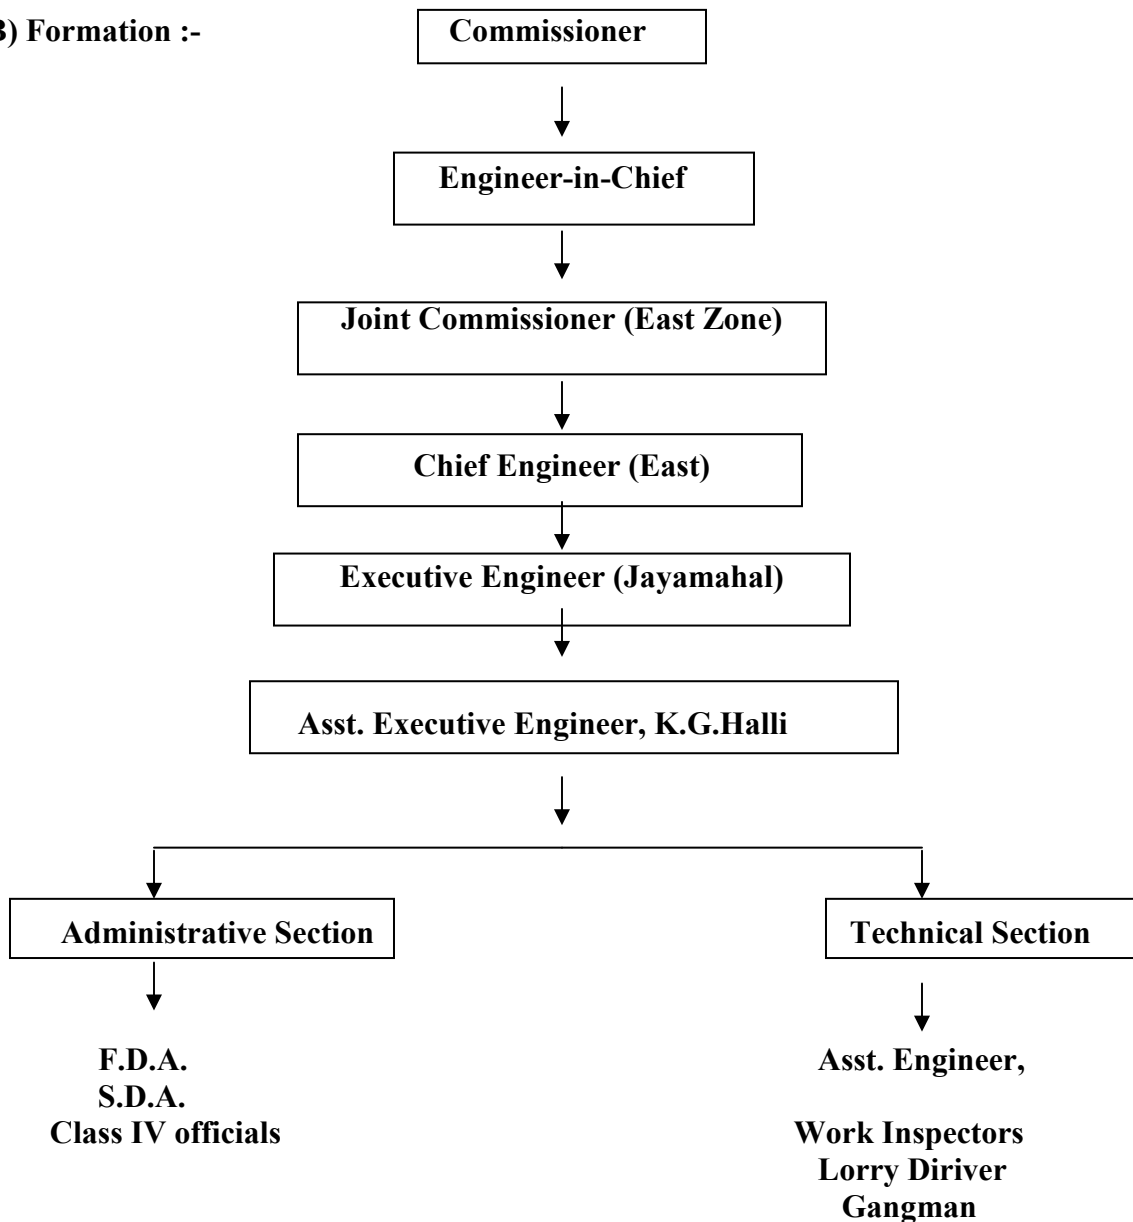 3) Formation :-
Commissioner
Engineer-in-Chief
Joint Commissioner (East Zone)
Chief Engineer (East)
Executive Engineer (Jayamahal)
Asst. Executive Engineer, K.G.Halli
Administrative Section
Technical Section
F.D.A.
S.D.A.
Class IV officials
Asst. Engineer,
Work Inspectors
Lorry Diriver
Gangman